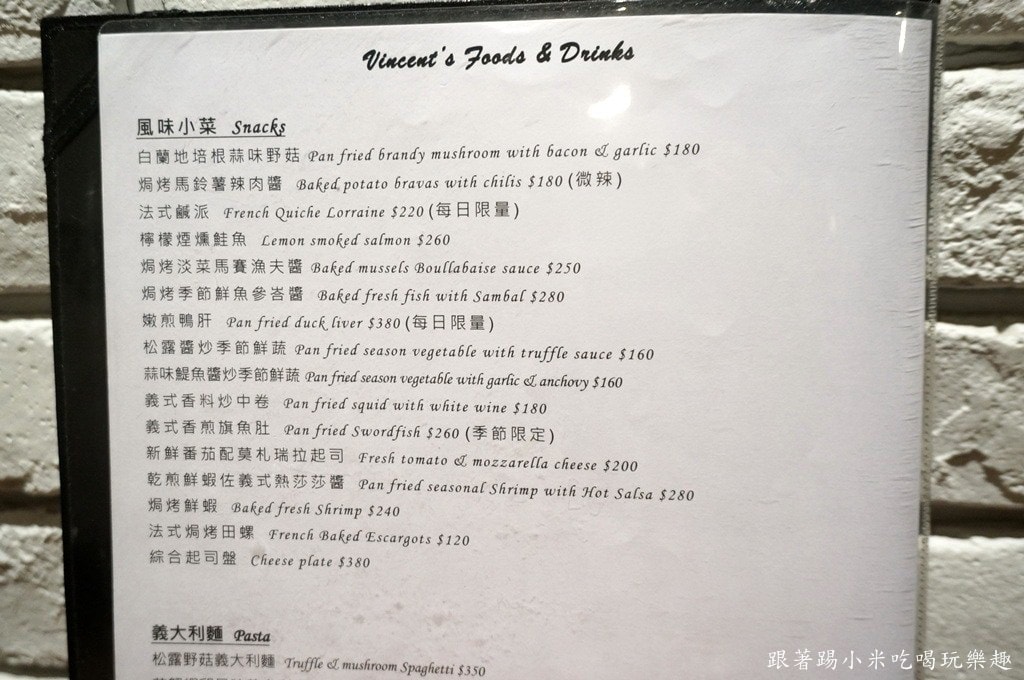 Vincent's Foods & Drinks
風味小菜 Snacks
白蘭地培根蒜味野菇 Pan fried brandy mushroom with bacon & garlic $180
焗烤馬鈴薯辣肉醬 Baked potato bravas with chilis $180 (微辣)
法式鹹派 French Quiche Lorraine $220 (每日限量)
檸檬煙燻鮭魚 Lemon smoked salmon $260
焗烤淡菜馬賽漁夫醬 Baked mussels Boullabaise sauce $250
焗烤季節鮮魚參峇醬 Baked fresh fish with Sambal $280
嫩煎鴨肝 Pan fried duck liver $380 (每日限量)
松露醬炒季節鮮蔬 Pan fried season vegetable with truffle sauce $160
蒜味鯷魚醬炒季節鮮蔬 Pan fried season vegetable with garlic & anchovy $160
義式香料炒中卷 Pan fried squid with white wine $180
義式香煎旗魚肚 Pan fried Swordfish $260 (季節限定)
新鮮番茄配莫札瑞拉起司 Fresh tomato & mozzarella cheese $200
乾煎鮮蝦佐義式熱莎莎醬 Pan fried seasonal Shrimp with Hot Salsa $280
焗烤鮮蝦 Baked fresh Shrimp $240
法式焗烤田螺 French Baked Escargots $120
綜合起司盤 Cheese plate $380
義大利麵 Pasta
松露野菇義大利麵 Truffle & mushroom Spaghetti $350
跟著踢小米吃喝玩樂趣